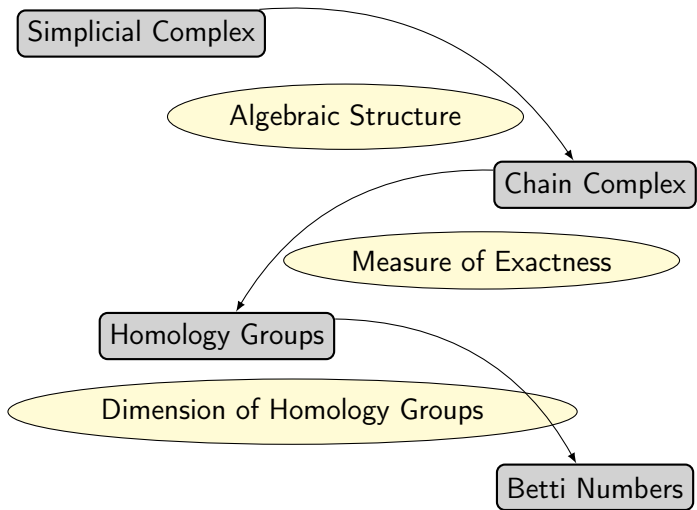 Simplicial Complex
Algebraic Structure
Chain Complex
Measure of Exactness
Homology Groups
Dimension of Homology Groups
Betti Numbers